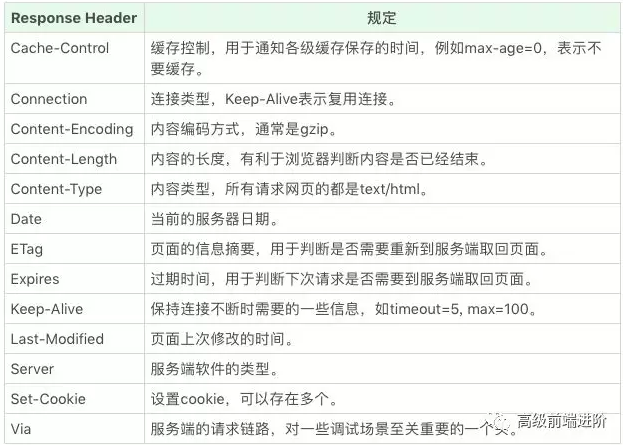 Response Header 规定
Cache-Control 缓存控制，用于通知各级缓存保存的时间，例如max-age=0，表示不
要缓存。
Connection 连接类型，Keep-Alive表示复用连接。
Content-Encoding 内容编码方式，通常是gzip。
Content-Length 内容的长度，有利于浏览器判断内容是否已经结束。
Content-Type 内容类型，所有请求网页的都是text/html。
Date 当前的服务器日期。
ETag 页面的信息摘要，用于判断是否需要重新到服务端取回页面。
Expires 过期时间，用于判断下次请求是否需要到服务端取回页面。
Keep-Alive 保持连接不断时需要的一些信息，如timeout=5, max=100。
Last-Modified 页面上次修改的时间。
Server 服务端软件的类型。
Set-Cookie 设置cookie，可以存在多个。
Via 服务端的请求链路，对一些调试场景至关重要的一个头。
高级前端进阶